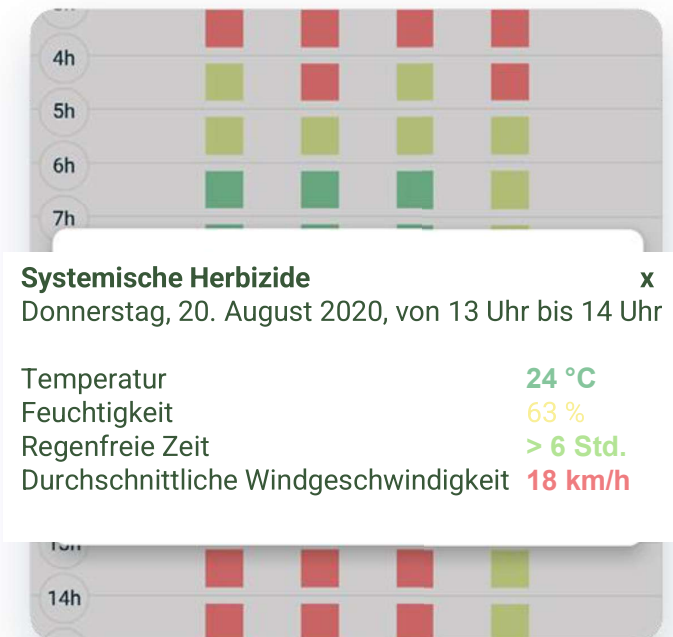 4h
5h
6h
7h
Systemische Herbizide x
Donnerstag, 20. August 2020, von 13 Uhr bis 14 Uhr
Temperatur 24 °C
Feuchtigkeit 63 %
Regenfreie Zeit > 6 Std.
Durchschnittliche Windgeschwindigkeit 18 km/h
14h